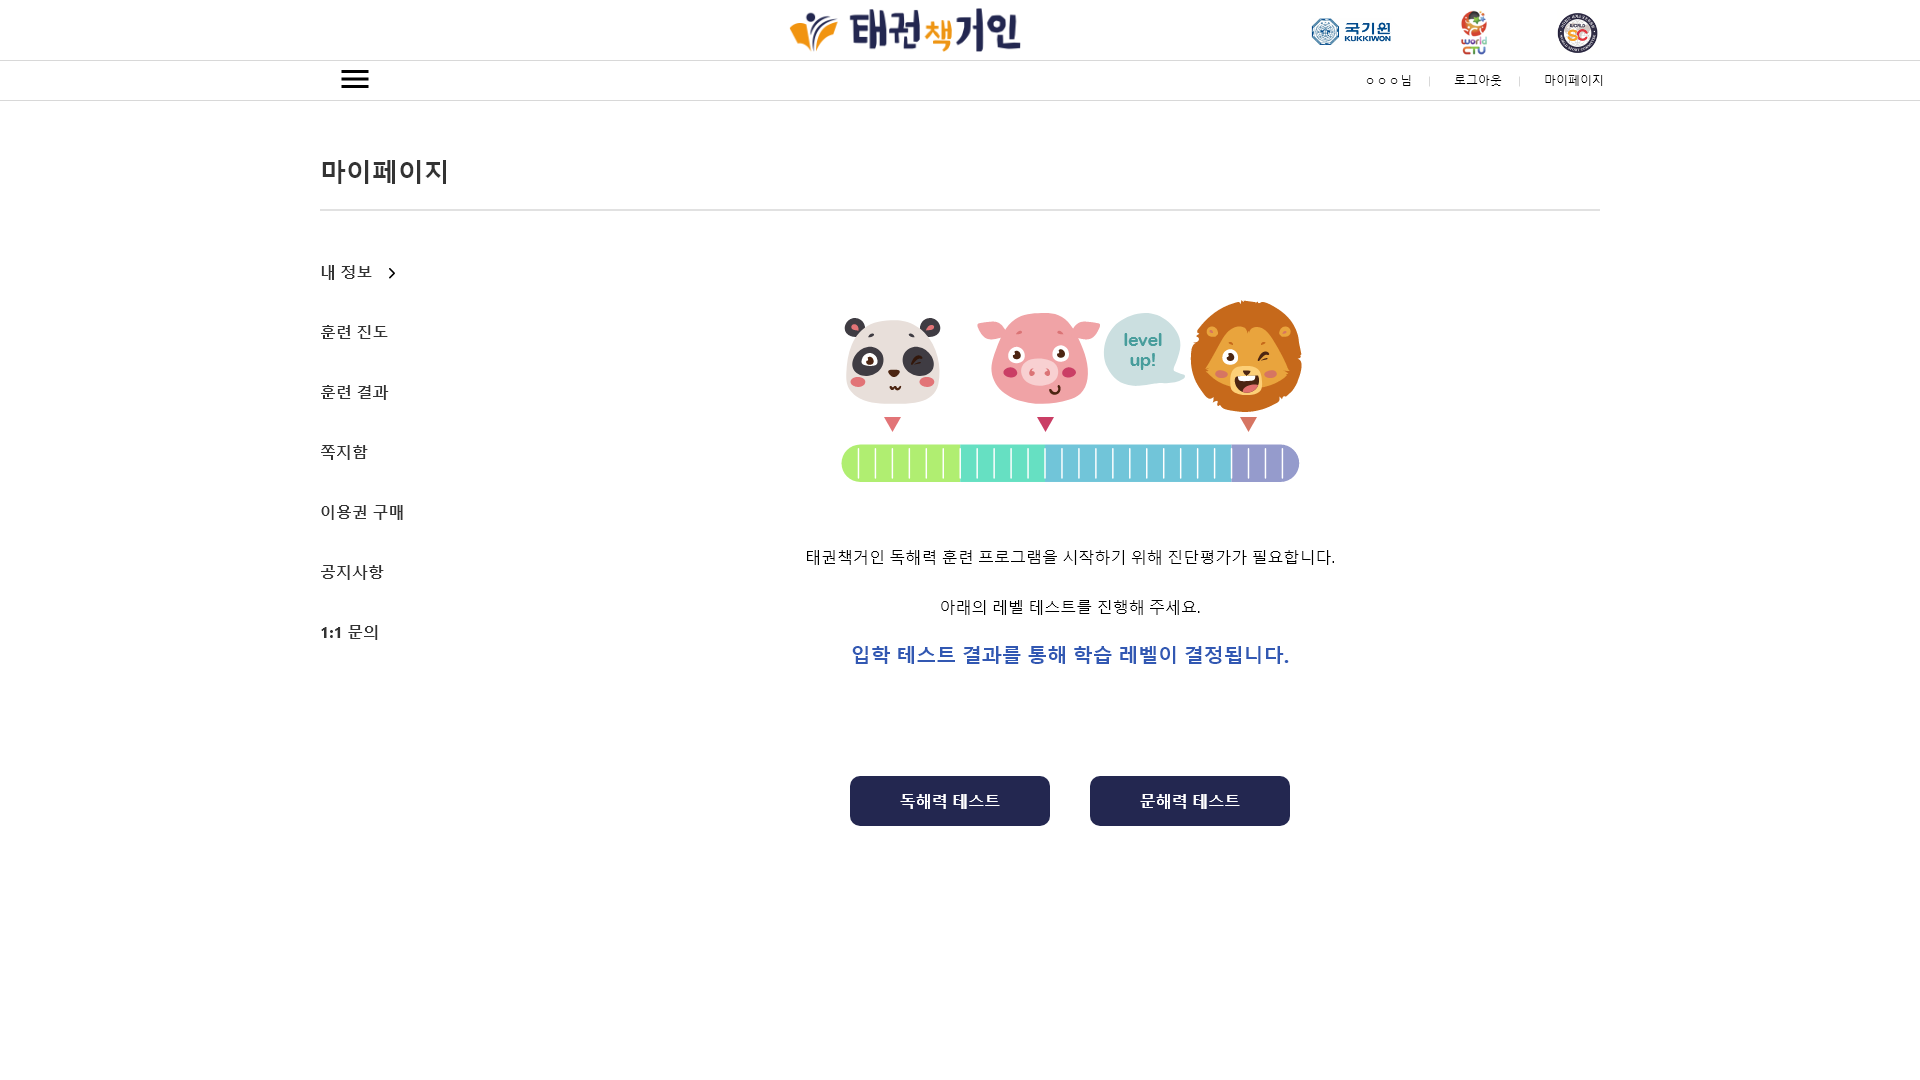 태권책거인
국기원
KUKKIWON
world
CTU
WORLD
SC
ㅇㅇㅇ님
로그아웃
마이페이지
마이페이지
내 정보
훈련 진도
훈련 결과
쪽지함
이용권 구매
공지사항
1:1 문의
level
up!
태권책거인 독해력 훈련 프로그램을 시작하기 위해 진단평가가 필요합니다.
아래의 레벨 테스트를 진행해 주세요.
입학 테스트 결과를 통해 학습 레벨이 결정됩니다.
독해력 테스트
문해력 테스트